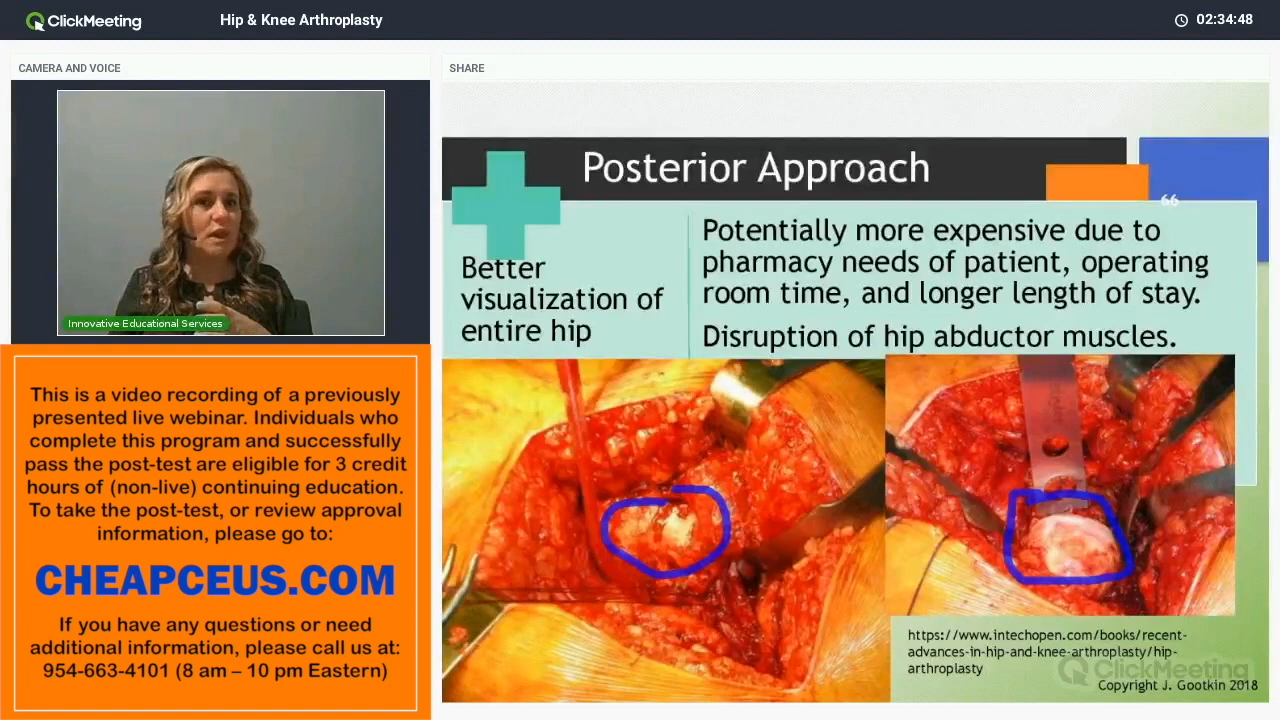 ClickMeeting
Hip & Knee Arthroplasty
02:34:48
CAMERA AND VOICE
Innovative Educational Services
This is a video recording of a previously
presented live webinar. Individuals who
complete this program and successfully
pass the post-test are eligible for 3 credit
hours of (non-live) continuing education.
To take the post-test, or review approval
information, please go to:
CHEAPCEUS.COM
If you have any questions or need
additional information, please call us at:
954-663-4101 (8 am – 10 pm Eastern)
SHARE
Posterior Approach
66
Better
visualization of
entire hip
Potentially more expensive due to
pharmacy needs of patient, operating
room time, and longer length of stay.
Disruption of hip abductor muscles.
https://www.intechopen.com/books/recent-
advances-in-hip-and-knee-arthroplasty/hip-
arthroplasty
ClickMeeting
Copyright J. Gootkin 2018